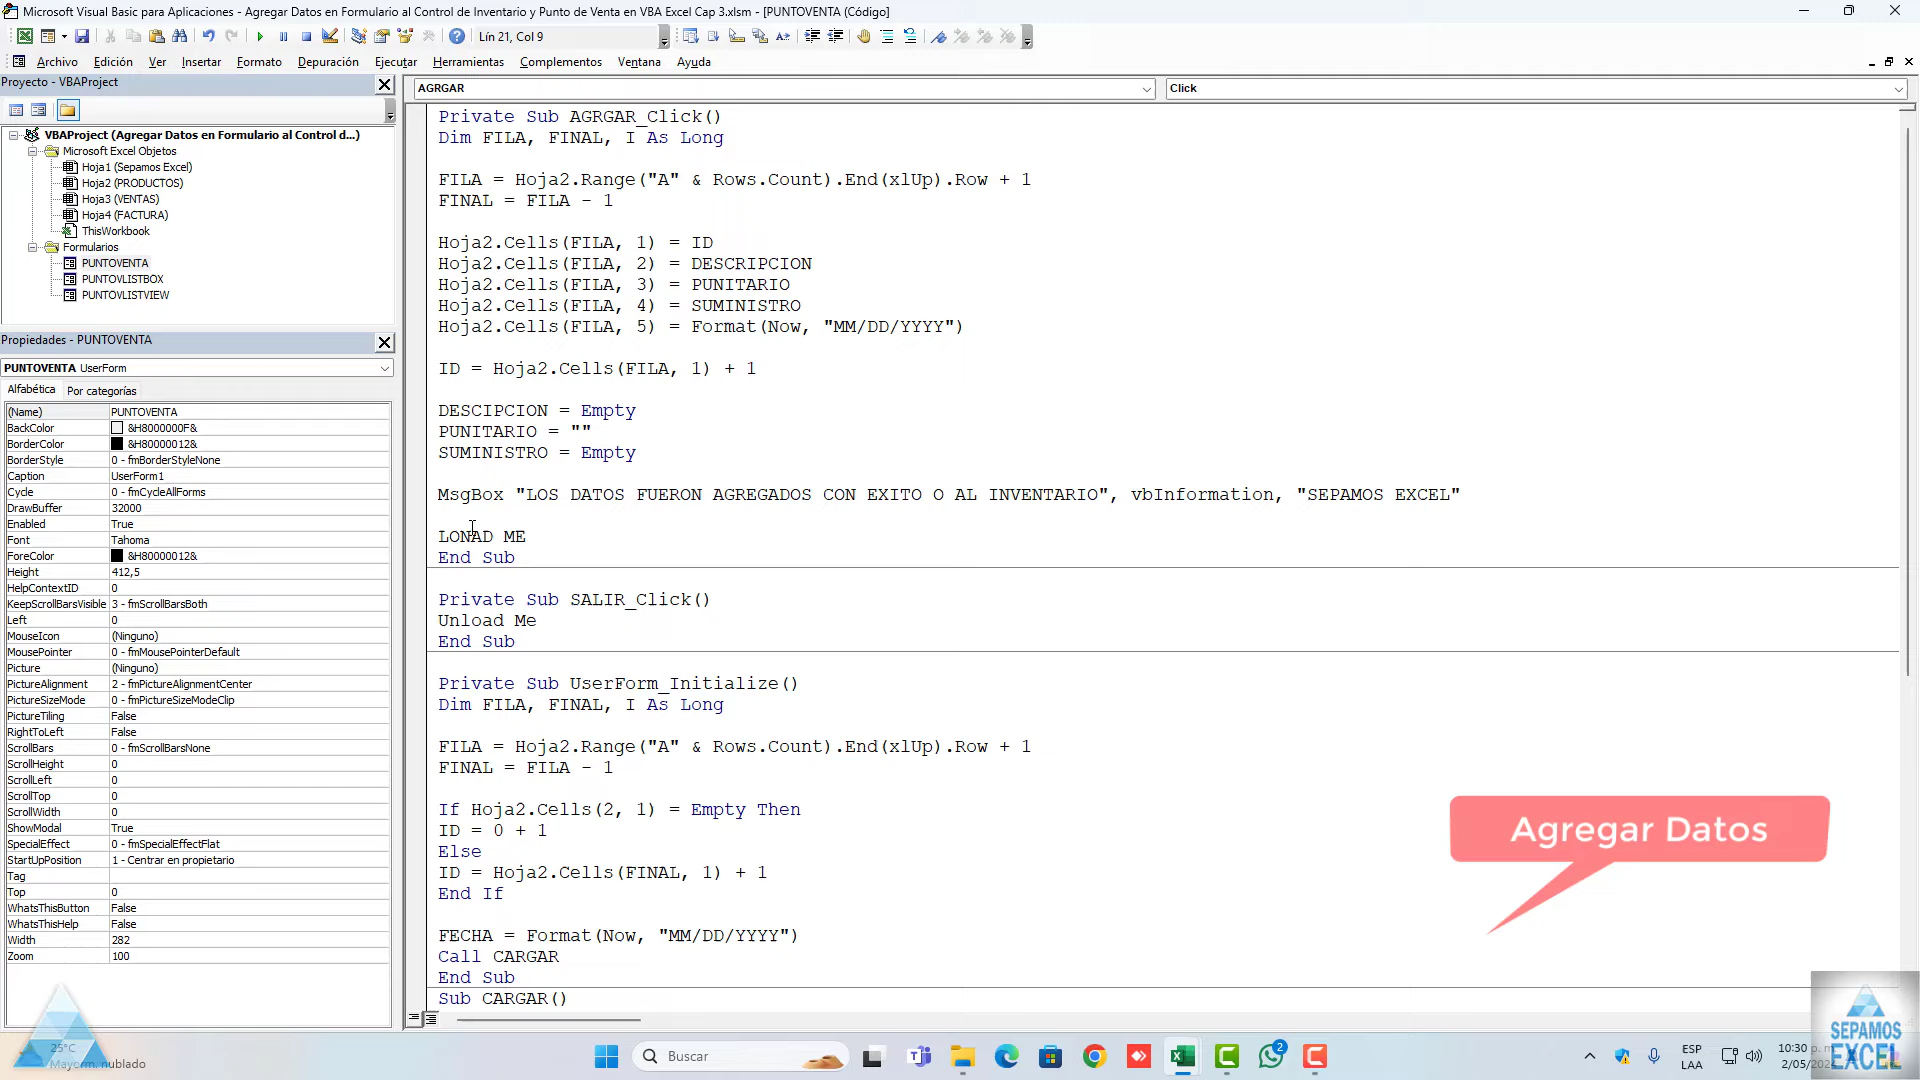 Microsoft Visual Basic para Aplicaciones - Agregar Datos en Formulario al Control de Inventario y Punto de Venta en VBA Excel Cap 3.xlsm - [PUNTOVENTA (Código)]
Lín 21, Col 9
Archivo Edición Ver Insertar Formato Depuración Ejecutar Herramientas Complementos Ventana Ayuda
Proyecto - VBAProject
VBAProject (Agregar Datos en Formulario al Control d...)
Microsoft Excel Objetos
Hoja1 (Sepamos Excel)
Hoja2 (PRODUCTOS)
Hoja3 (VENTAS)
Hoja4 (FACTURA)
ThisWorkbook
Formularios
PUNTOVENTA
PUNTOVLISTBOX
PUNTOVLISTVIEW
Propiedades - PUNTOVENTA
PUNTOVENTA UserForm
Alfabética Por categorías
(Name) PUNTOVENTA
BackColor &H8000000F&
BorderColor &H80000012&
BorderStyle 0 - fmBorderStyleNone
Caption UserForm1
Cycle 0 - fmCycleAllForms
DrawBuffer 32000
Enabled True
Font Tahoma
ForeColor &H80000012&
Height 412,5
HelpContextID 0
KeepScrollBarsVisible 3 - fmScrollBarsBoth
Left 0
MouseIcon (Ninguno)
MousePointer 0 - fmMousePointerDefault
Picture (Ninguno)
PictureAlignment 2 - fmPictureAlignmentCenter
PictureSizeMode 0 - fmPictureSizeModeClip
PictureTiling False
RightToLeft False
ScrollBars 0 - fmScrollBarsNone
ScrollHeight 0
ScrollLeft 0
ScrollTop 0
ScrollWidth 0
ShowModal True
SpecialEffect 0 - fmSpecialEffectFlat
StartUpPosition 1 - Centrar en propietario
Tag
Top 0
WhatsThisButton False
WhatsThisHelp False
Width 282
Zoom 100
AGRGAR Click
Private Sub AGRGAR_Click()
Dim FILA, FINAL, I As Long
FILA = Hoja2.Range("A" & Rows.Count).End(xlUp).Row + 1
FINAL = FILA - 1
Hoja2.Cells(FILA, 1) = ID
Hoja2.Cells(FILA, 2) = DESCRIPCION
Hoja2.Cells(FILA, 3) = PUNITARIO
Hoja2.Cells(FILA, 4) = SUMINISTRO
Hoja2.Cells(FILA, 5) = Format(Now, "MM/DD/YYYY")
ID = Hoja2.Cells(FILA, 1) + 1
DESCIPCION = Empty
PUNITARIO = ""
SUMINISTRO = Empty
MsgBox "LOS DATOS FUERON AGREGADOS CON EXITO O AL INVENTARIO", vbInformation, "SEPAMOS EXCEL"
LONAD ME
End Sub
Private Sub SALIR_Click()
Unload Me
End Sub
Private Sub UserForm_Initialize()
Dim FILA, FINAL, I As Long
FILA = Hoja2.Range("A" & Rows.Count).End(xlUp).Row + 1
FINAL = FILA - 1
If Hoja2.Cells(2, 1) = Empty Then
ID = 0 + 1
Else
ID = Hoja2.Cells(FINAL, 1) + 1
End If
FECHA = Format(Now, "MM/DD/YYYY")
Call CARGAR
End Sub
Sub CARGAR()
Agregar Datos
25°C
Mayorm. nublado
Buscar
2
ESP
LAA
10:30 p.
2/05/
SEPAMOS
EXCEL